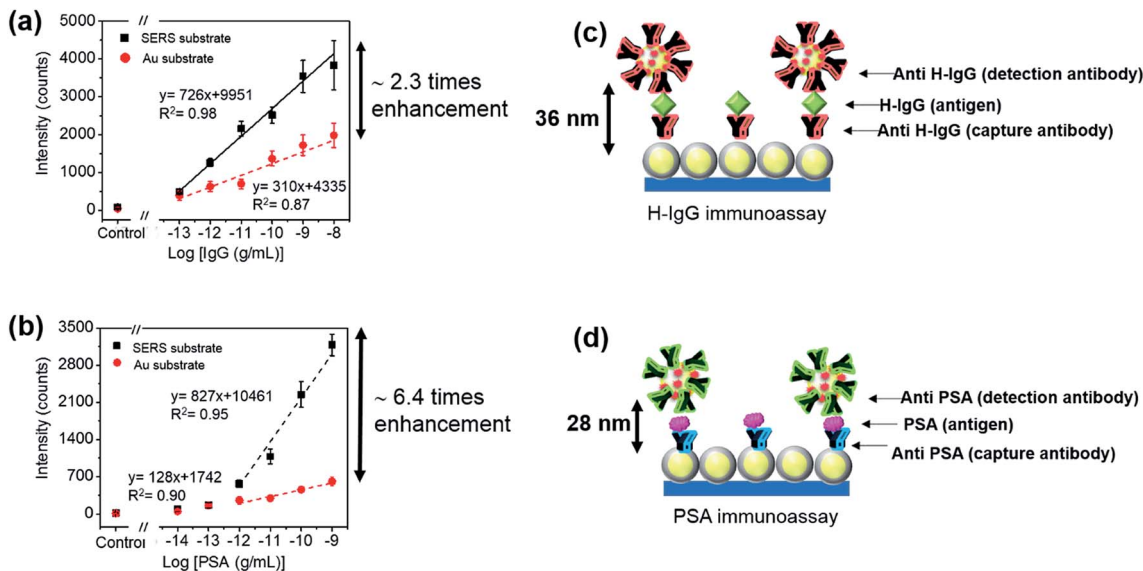 (a)
5000
4000
3000
2000
1000
0
Intensity (counts)
SERS substrate
Au substrate
y= 726x+9951
R²= 0.98
y= 310x+4335
R²= 0.87
//
//
Control -13 -12 -11 -10 -9 -8
Log [IgG (g/mL)]
~ 2.3 times
enhancement
(c)
36 nm
Anti H-IgG (detection antibody)
H-IgG (antigen)
Anti H-IgG (capture antibody)
H-IgG immunoassay
(b)
3500
2800
2100
1400
700
0
Intensity (counts)
SERS substrate
Au substrate
y= 827x+10461
R²= 0.95
y= 128x+1742
R²= 0.90
//
//
Control -14 -13 -12 -11 -10 -9
Log [PSA (g/mL)]
~ 6.4 times
enhancement
(d)
28 nm
Anti PSA (detection antibody)
PSA (antigen)
Anti PSA (capture antibody)
PSA immunoassay